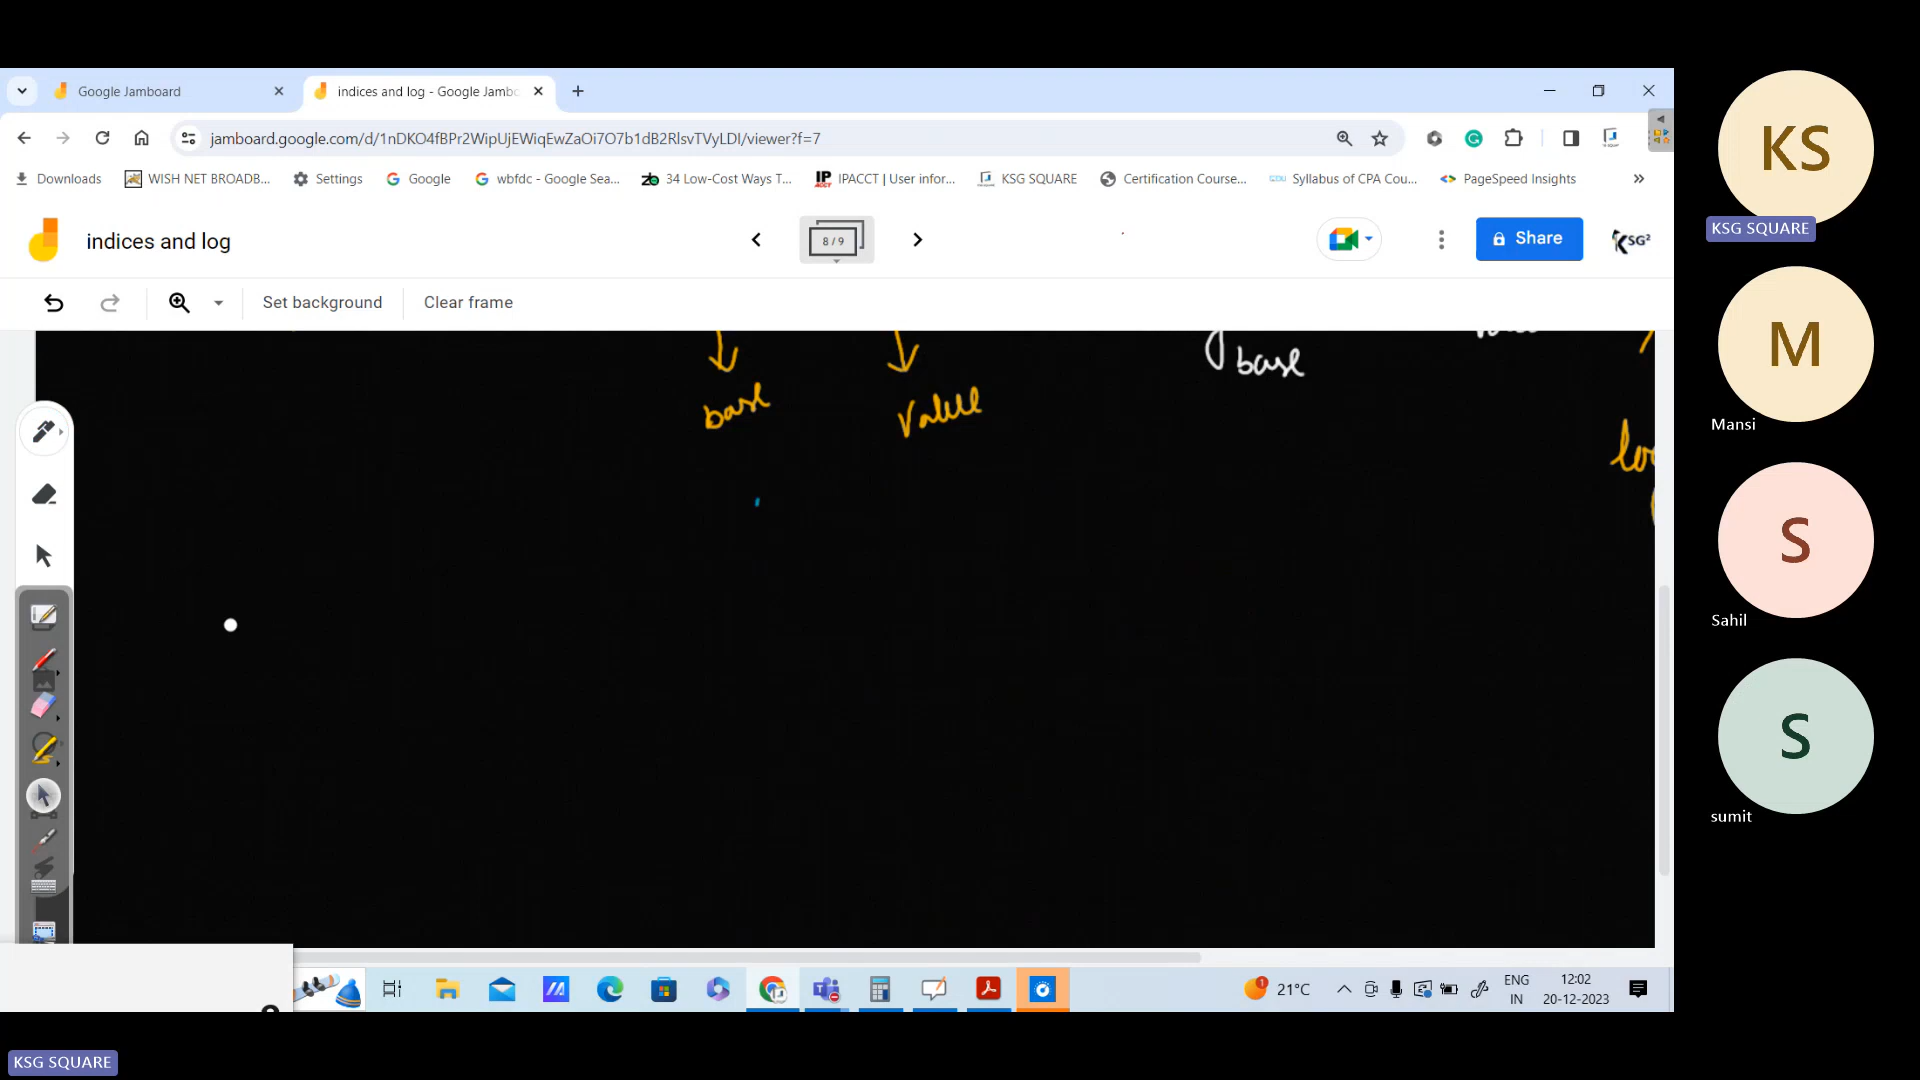 Google Jamboard
indices and log - Google Jambo
jamboard.google.com/d/1nDKO4fBPr2WipUjEWiqEwZaOi7O7b1dB2RlsvTVyLDI/viewer?f=7
Downloads WISH NET BROADB... Settings Google wbfdc - Google Sea... 34 Low-Cost Ways T... IPACCT | User infor... KSG SQUARE Certification Course... Syllabus of CPA Cou... PageSpeed Insights »
indices and log
8 / 9
Share
KSG²
Set background
Clear frame
base
base
Value
KS
KSG SQUARE
M
Mansi
S
Sahil
S
sumit
1
21°C
ENG
IN
12:02
20-12-2023
KSG SQUARE